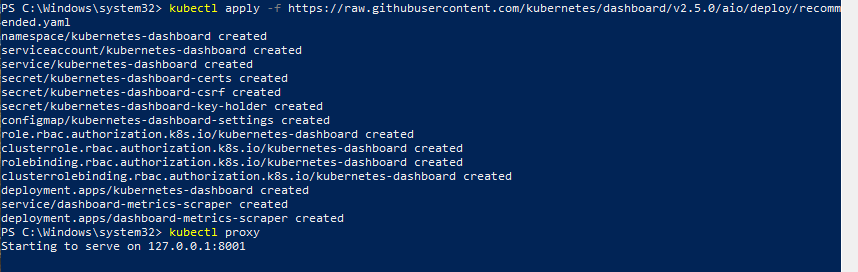 PS C:\Windows\system32> kubectl apply -f https://raw.githubusercontent.com/kubernetes/dashboard/v2.5.0/aio/deploy/recomm
ended.yaml
namespace/kubernetes-dashboard created
serviceaccount/kubernetes-dashboard created
service/kubernetes-dashboard created
secret/kubernetes-dashboard-certs created
secret/kubernetes-dashboard-csrf created
secret/kubernetes-dashboard-key-holder created
configmap/kubernetes-dashboard-settings created
role.rbac.authorization.k8s.io/kubernetes-dashboard created
clusterrole.rbac.authorization.k8s.io/kubernetes-dashboard created
rolebinding.rbac.authorization.k8s.io/kubernetes-dashboard created
clusterrolebinding.rbac.authorization.k8s.io/kubernetes-dashboard created
deployment.apps/kubernetes-dashboard created
service/dashboard-metrics-scraper created
deployment.apps/dashboard-metrics-scraper created
PS C:\Windows\system32> kubectl proxy
Starting to serve on 127.0.0.1:8001